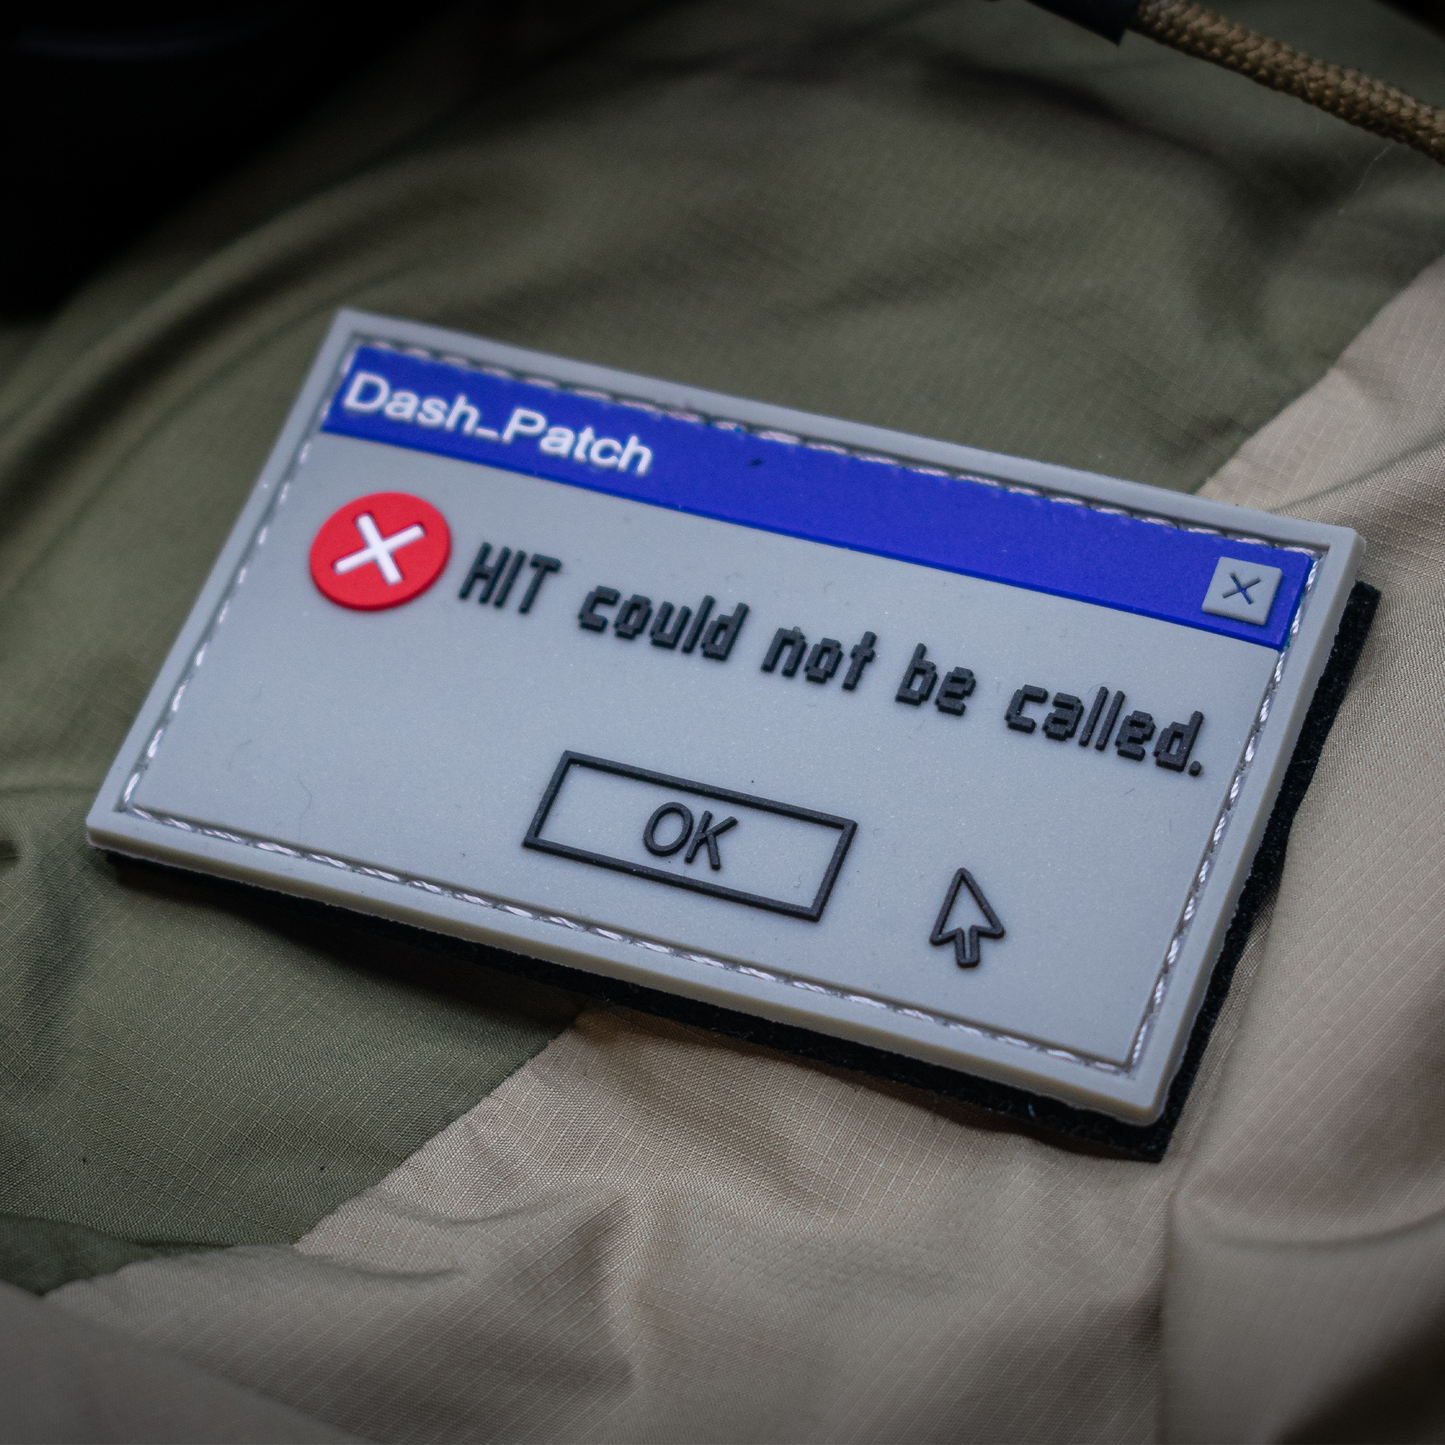 Dash_Patch
HIT could not be called.
OK